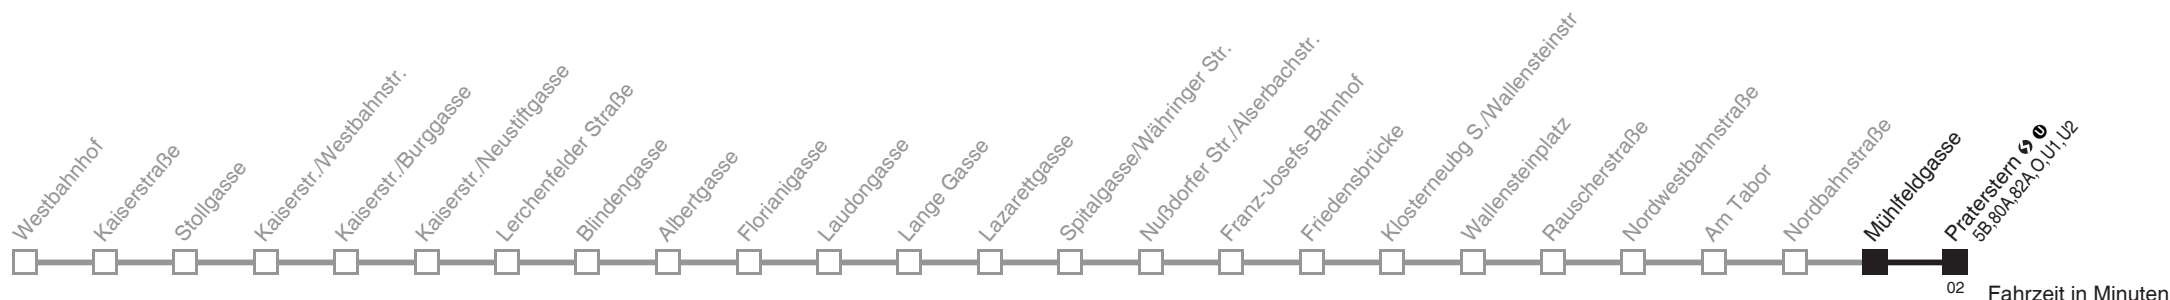 Westbahnhof
Kaiserstraße
Stollgasse
Kaiserstr./Westbahnstr.
Kaiserstr./Burggasse
Kaiserstr./Neustiftgasse
Lerchenfelder Straße
Blindengasse
Albertgasse
Florianigasse
Laudongasse
Lange Gasse
Lazarettgasse
Spitalgasse/Währinger Str.
Nußdorfer Str./Alserbachstr.
Franz-Josefs-Bahnhof
Friedensbrücke
Klosterneubg S./Wallensteinstr
Wallensteinplatz
Rauscherstraße
Nordwestbahnstraße
Am Tabor
Nordbahnstraße
Mühlfeldgasse
Praterstern S U
5B,80A,82A,O,U1,U2
02 Fahrzeit in Minuten